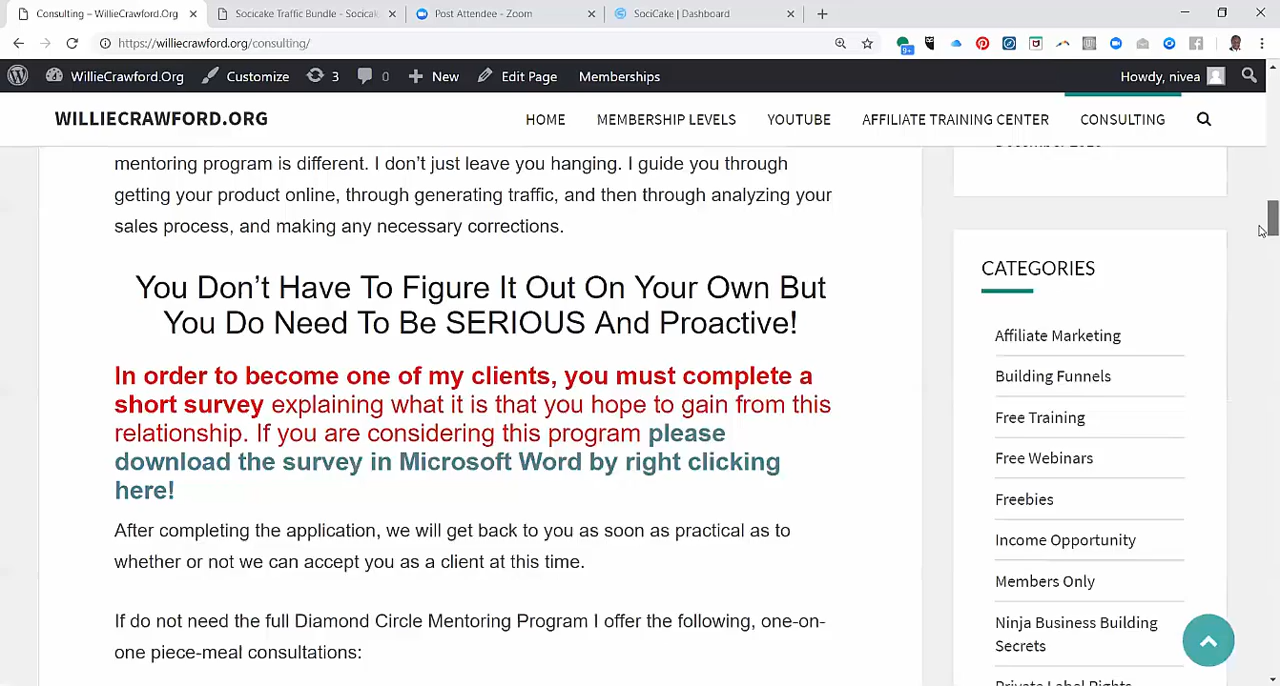 Consulting – WillieCrawford.Org
Socicake Traffic Bundle - Socicak
Post Attendee - Zoom
SociCake | Dashboard
https://williecrawford.org/consulting/
9+
WillieCrawford.Org
Customize
3
0
New
Edit Page
Memberships
Howdy, nivea
WILLIECRAWFORD.ORG
HOME
MEMBERSHIP LEVELS
YOUTUBE
AFFILIATE TRAINING CENTER
CONSULTING
mentoring program is different. I don’t just leave you hanging. I guide you through
getting your product online, through generating traffic, and then through analyzing your
sales process, and making any necessary corrections.
You Don’t Have To Figure It Out On Your Own But
You Do Need To Be SERIOUS And Proactive!
In order to become one of my clients, you must complete a
short survey explaining what it is that you hope to gain from this
relationship. If you are considering this program please
download the survey in Microsoft Word by right clicking
here!
After completing the application, we will get back to you as soon as practical as to
whether or not we can accept you as a client at this time.
If do not need the full Diamond Circle Mentoring Program I offer the following, one-on-
one piece-meal consultations:
CATEGORIES
Affiliate Marketing
Building Funnels
Free Training
Free Webinars
Freebies
Income Opportunity
Members Only
Ninja Business Building
Secrets
Private Label Rights